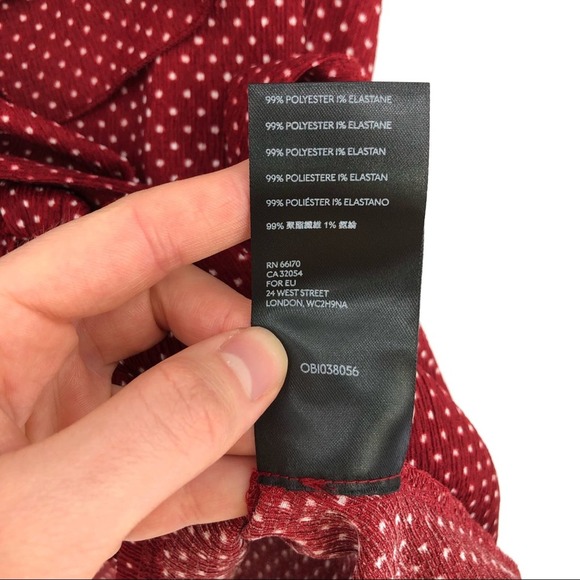 99% POLYESTER 1% ELASTANE
99% POLYESTER 1% ELASTANE
99% POLYESTER 1% ELASTAN
99% POLIESTERE 1% ELASTAN
99% POLIÉSTER 1% ELASTANO
99% 聚脂纖維 1% 氨綸
RN 66170
CA 32054
FOR EU
24 WEST STREET
LONDON, WC2H9NA
OB1038056